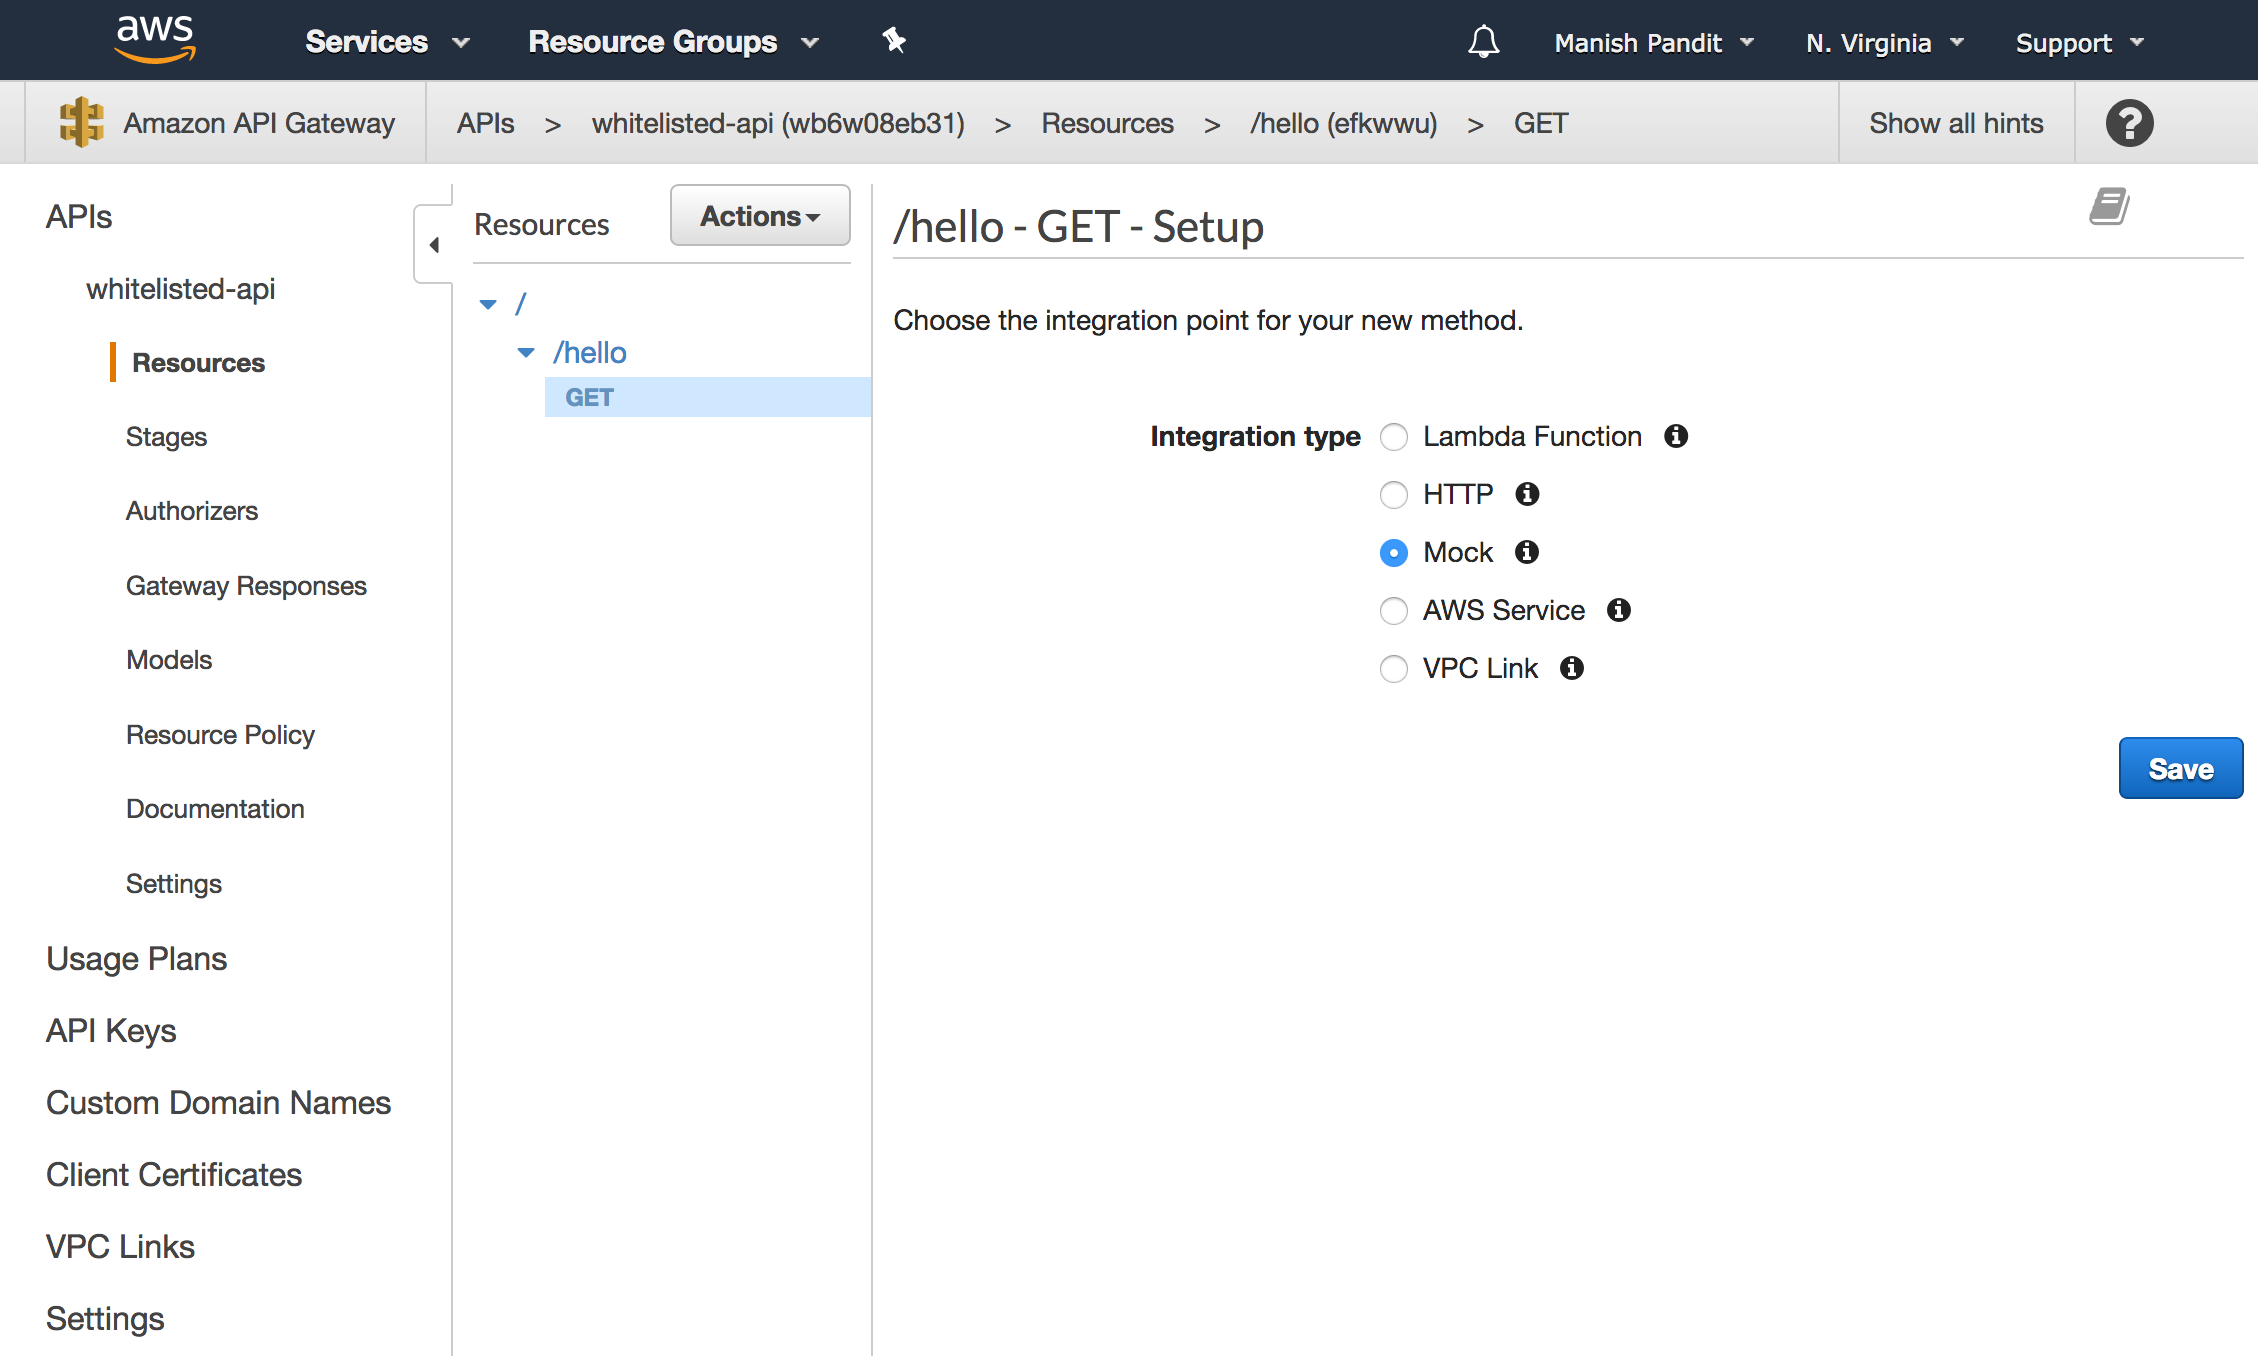 aws Services Resource Groups Manish Pandit N. Virginia Support
Amazon API Gateway APIs > whitelisted-api (wb6w08eb31) > Resources > /hello (efkwwu) > GET Show all hints ?
APIs
whitelisted-api
Resources
Stages
Authorizers
Gateway Responses
Models
Resource Policy
Documentation
Settings
Usage Plans
API Keys
Custom Domain Names
Client Certificates
VPC Links
Settings
Resources Actions
/
/hello
GET
/hello - GET - Setup
Choose the integration point for your new method.
Integration type Lambda Function
HTTP
Mock
AWS Service
VPC Link
Save